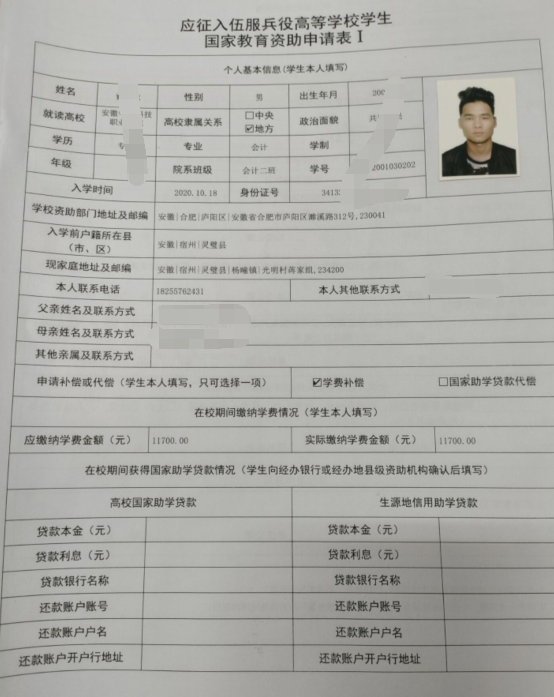 应征入伍服兵役高等学校学生
国家教育资助申请表 I
个人基本信息(学生本人填写)
姓名 性别 男 出生年月 200
就读高校 安徽 技 职业 高校隶属关系 □中央 ☑地方 政治面貌 共
学历 专 专业 会计 学制
年级 院系班级 会计二班 学号 2001030202
入学时间 2020.10.18 身份证号 3413
学校资助部门地址及邮编 安徽|合肥|庐阳区|安徽省合肥市庐阳区濉溪路312号,230041
入学前户籍所在县（市、区） 安徽|宿州|灵璧县
现家庭地址及邮编 安徽|宿州|灵璧县|杨疃镇|光明村蒋家组,234200
本人联系电话 18255762431 本人其他联系方式
父亲姓名及联系方式
母亲姓名及联系方式
其他亲属及联系方式
申请补偿或代偿（学生本人填写，只可选择一项） ☑学费补偿 □国家助学贷款代偿
在校期间缴纳学费情况（学生本人填写）
应缴纳学费金额（元） 11700.00 实际缴纳学费金额（元） 11700.00
在校期间获得国家助学贷款情况（学生向经办银行或经办地县级资助机构确认后填写）
高校国家助学贷款 生源地信用助学贷款
贷款本金（元） 贷款本金（元）
贷款利息（元） 贷款利息（元）
贷款银行名称 贷款银行名称
还款账户账号 还款账户账号
还款账户户名 还款账户户名
还款账户开户行地址 还款账户开户行地址